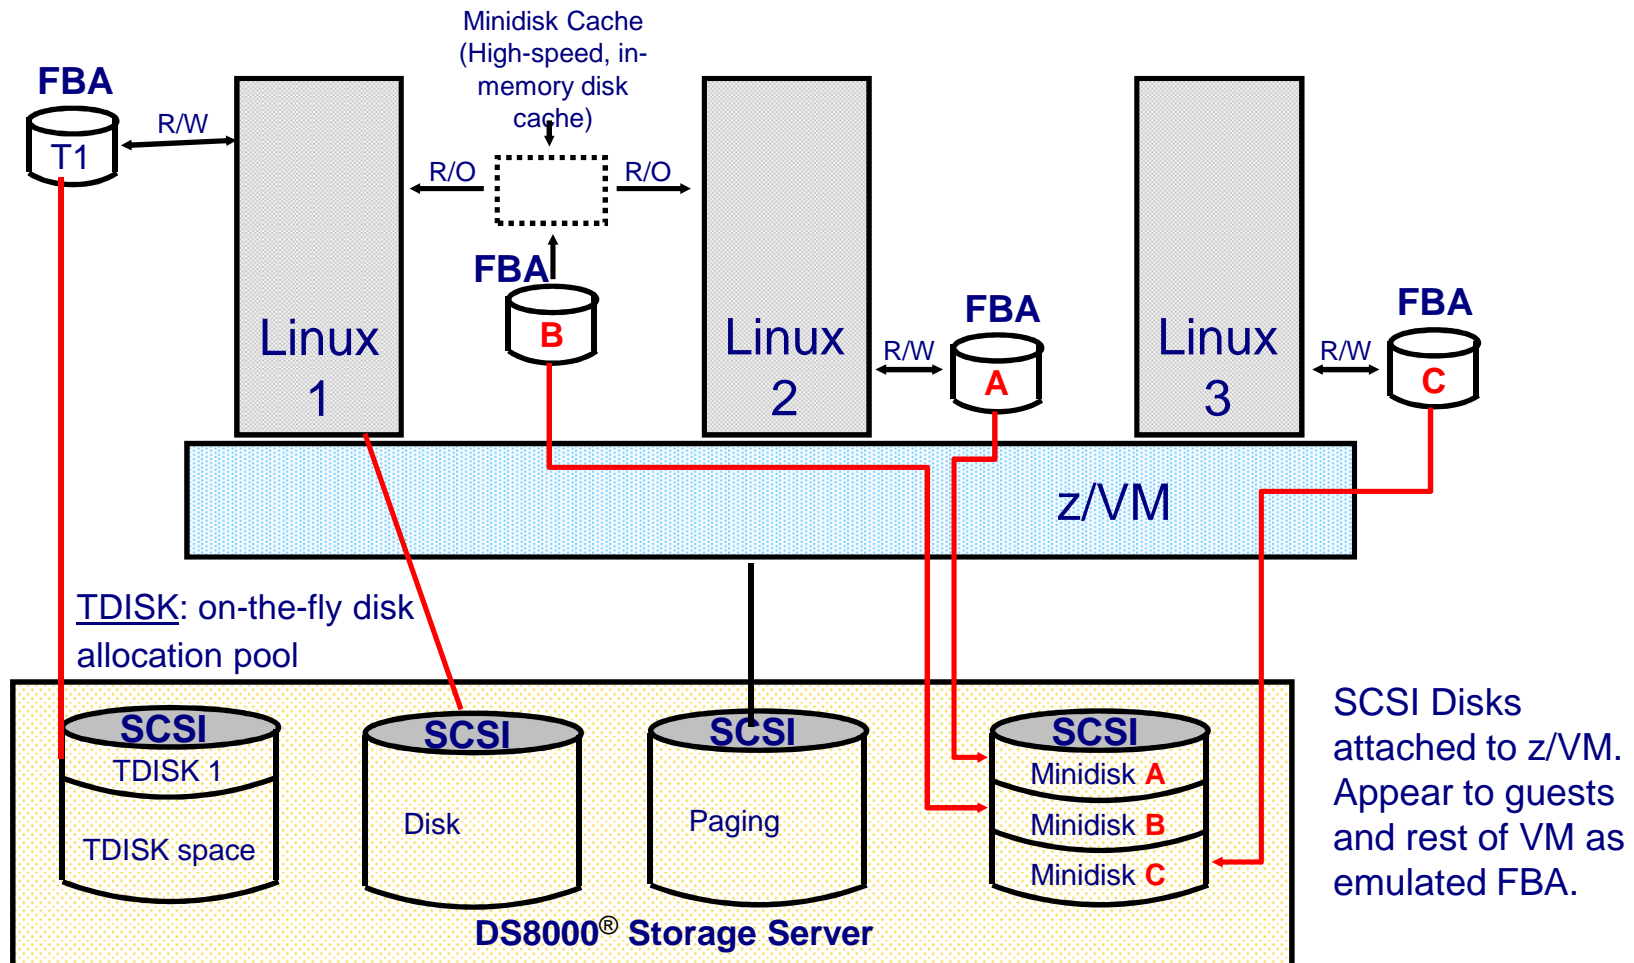 Minidisk Cache
(High-speed, in-
memory disk
cache)
FBA
T1
R/W
R/O
R/O
FBA
B
Linux
1
Linux
2
R/W
FBA
A
Linux
3
R/W
FBA
C
z/VM
TDISK: on-the-fly disk
allocation pool
SCSI
TDISK 1
TDISK space
SCSI
Disk
SCSI
Paging
SCSI
Minidisk A
Minidisk B
Minidisk C
DS8000® Storage Server
SCSI Disks
attached to z/VM.
Appear to guests
and rest of VM as
emulated FBA.